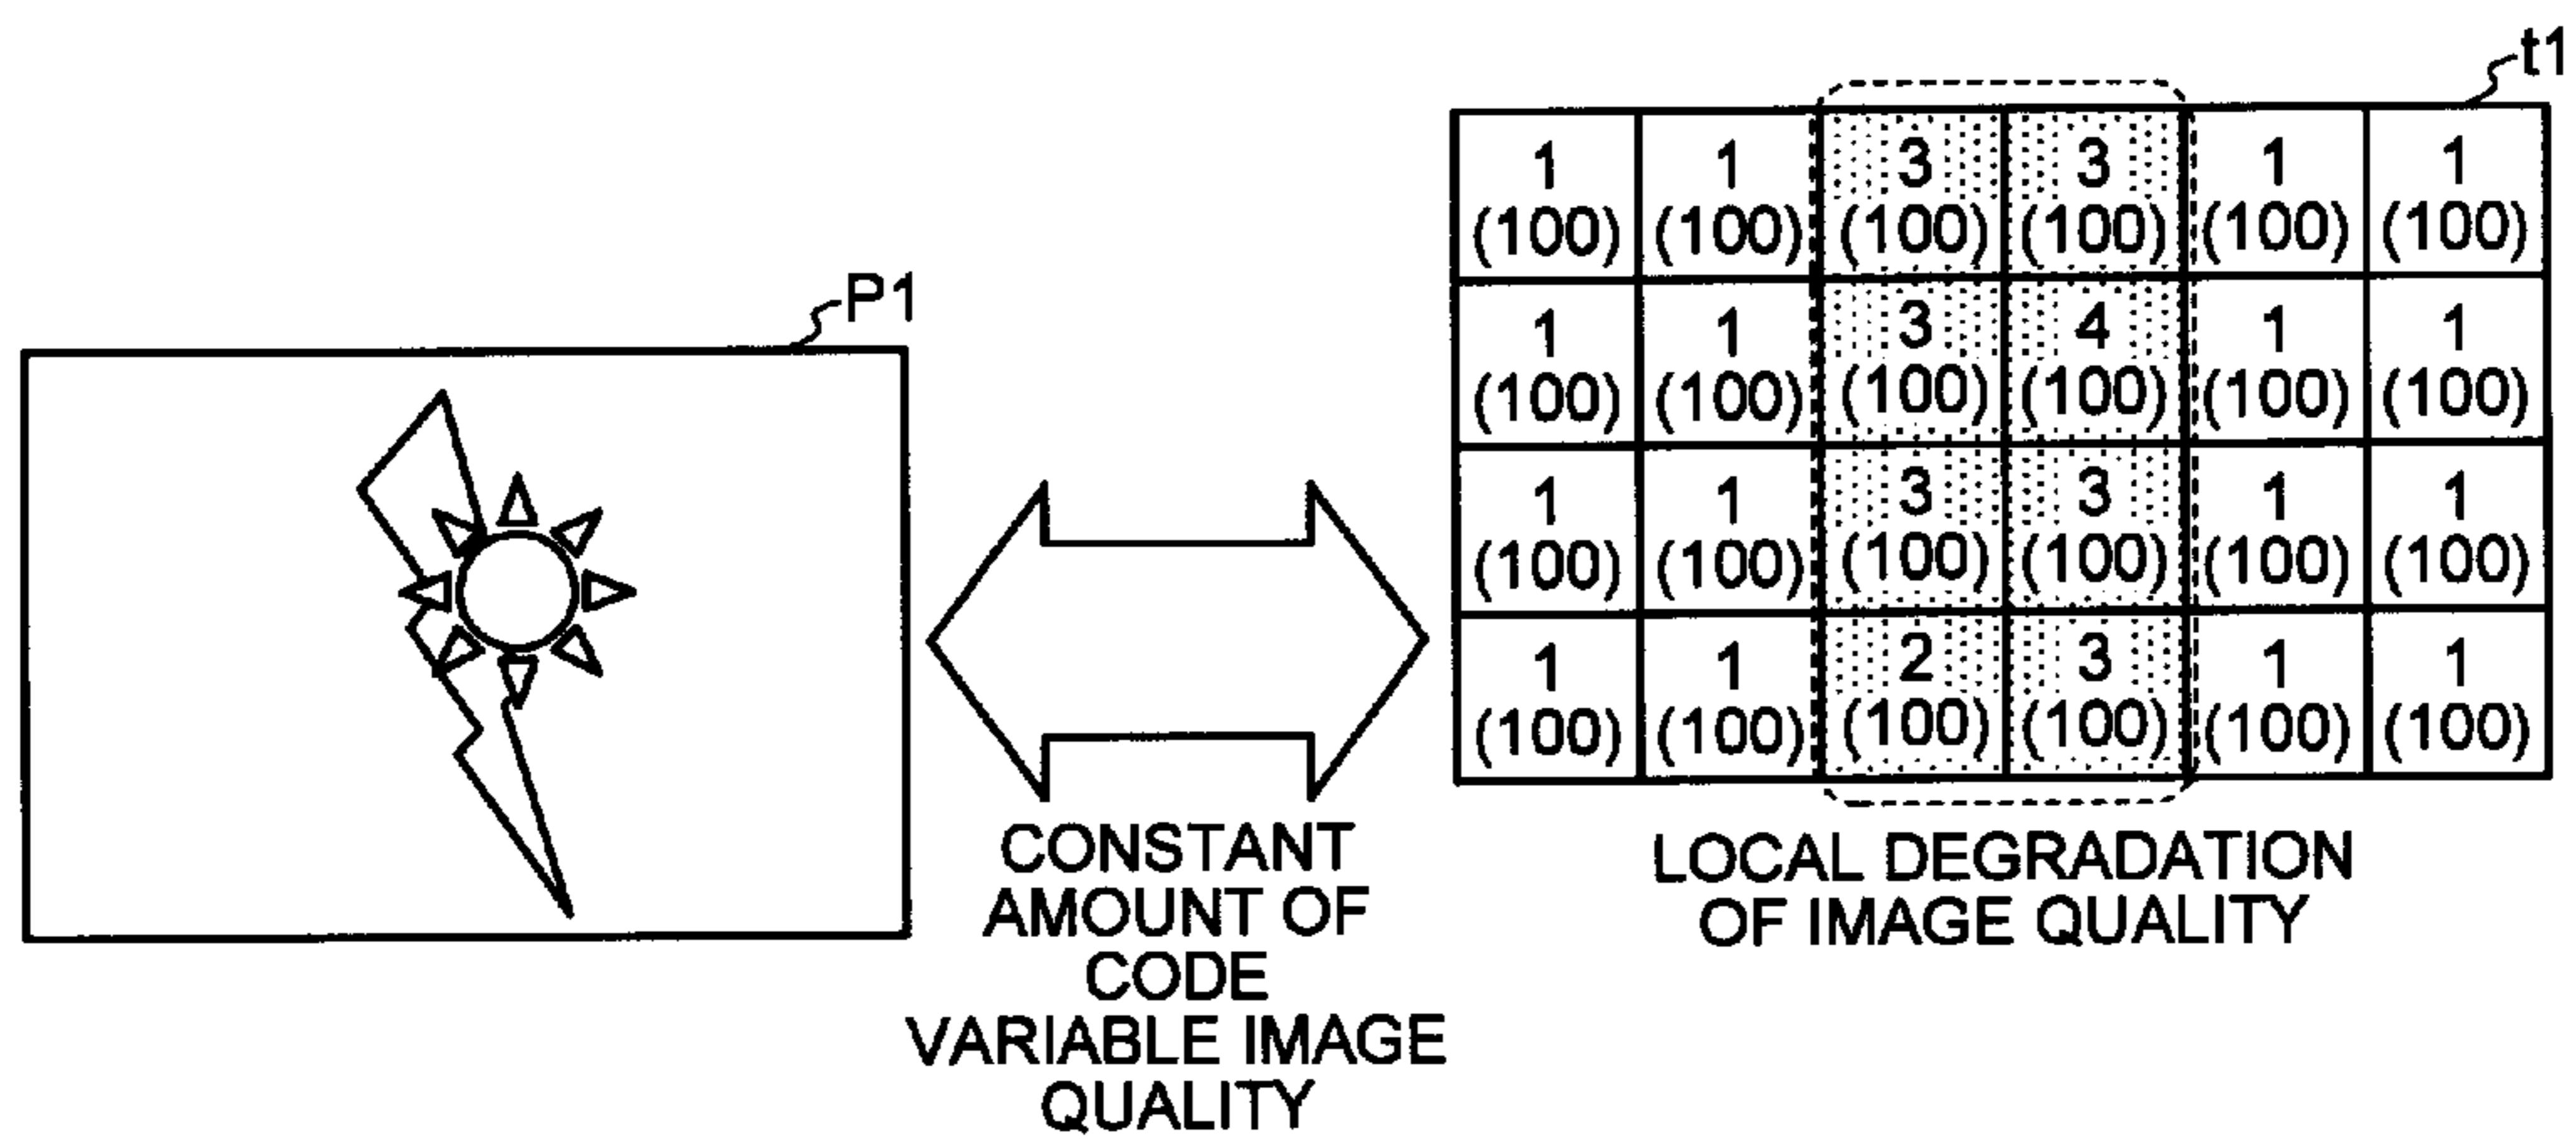 t1
1 1 3 3 1 1
(100) (100) (100) (100) (100) (100)
1 1 3 4 1 1
(100) (100) (100) (100) (100) (100)
1 1 3 3 1 1
(100) (100) (100) (100) (100) (100)
1 1 2 3 1 1
(100) (100) (100) (100) (100) (100)
P1
CONSTANT
AMOUNT OF
CODE
VARIABLE IMAGE
QUALITY
LOCAL DEGRADATION
OF IMAGE QUALITY